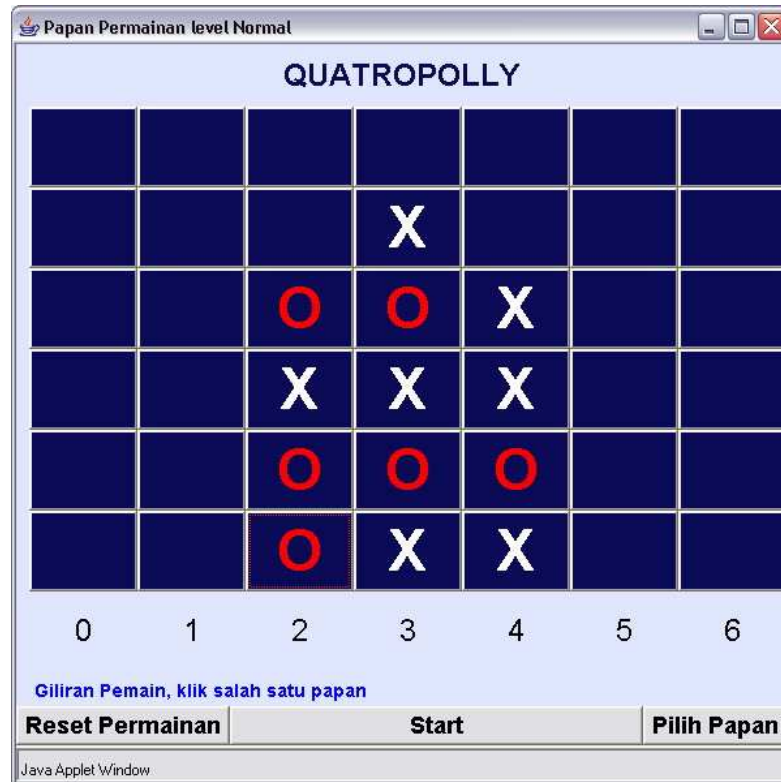 Papan Permainan level Normal
QUATROPOLLY
X
O O X
X X X
O O O
O X X
0 1 2 3 4 5 6
Giliran Pemain, klik salah satu papan
Reset Permainan Start Pilih Papan
Java Applet Window